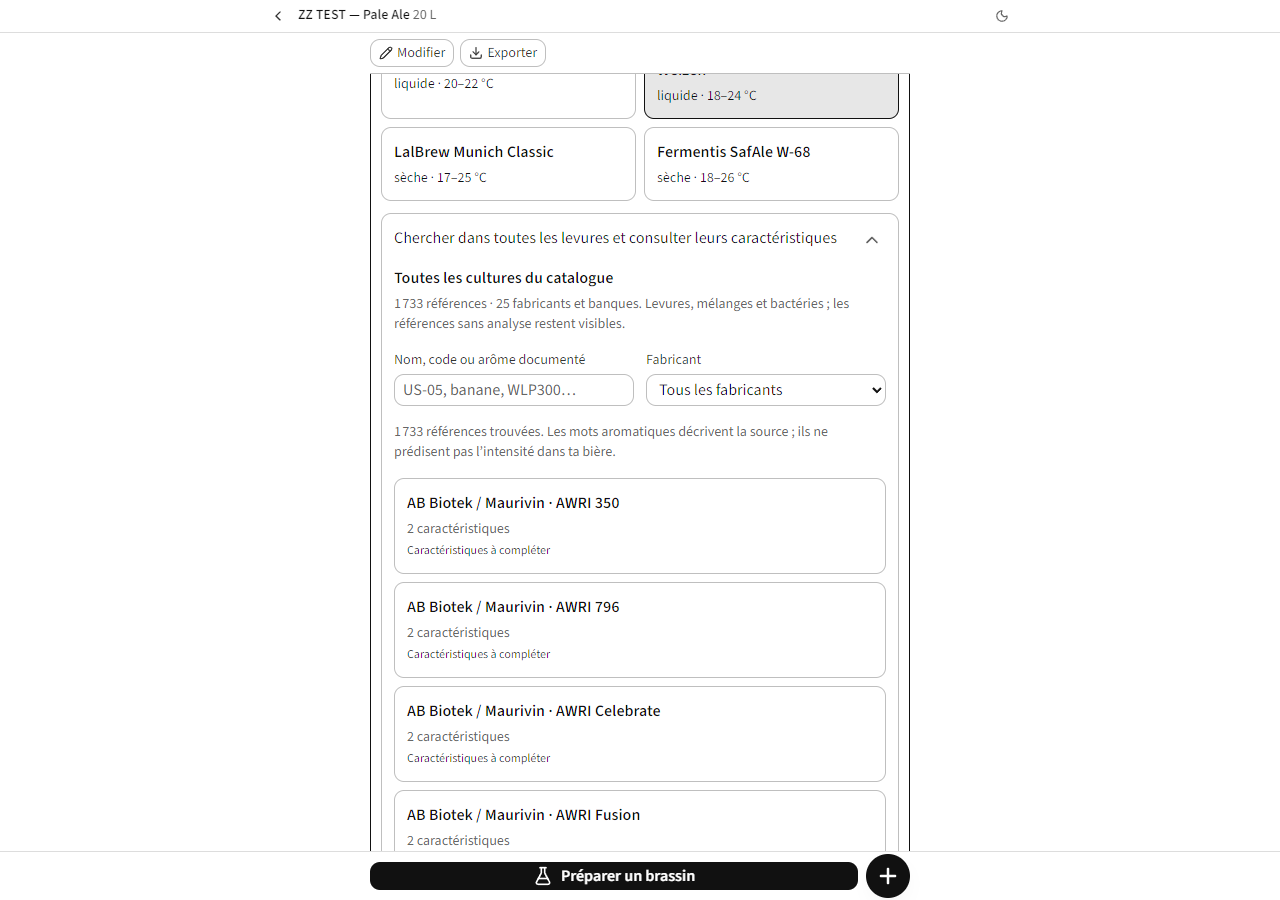 ZZ TEST — Pale Ale 20 L
Modifier
Exporter
liquide · 20–22 °C
liquide · 18–24 °C
LalBrew Munich Classic
sèche · 17–25 °C
Fermentis SafAle W-68
sèche · 18–26 °C
Chercher dans toutes les levures et consulter leurs caractéristiques
Toutes les cultures du catalogue
1 733 références · 25 fabricants et banques. Levures, mélanges et bactéries ; les
références sans analyse restent visibles.
Nom, code ou arôme documenté
US-05, banane, WLP300…
Fabricant
Tous les fabricants
1 733 références trouvées. Les mots aromatiques décrivent la source ; ils ne
prédisent pas l’intensité dans ta bière.
AB Biotek / Maurivin · AWRI 350
2 caractéristiques
Caractéristiques à compléter
AB Biotek / Maurivin · AWRI 796
2 caractéristiques
Caractéristiques à compléter
AB Biotek / Maurivin · AWRI Celebrate
2 caractéristiques
Caractéristiques à compléter
AB Biotek / Maurivin · AWRI Fusion
2 caractéristiques
Préparer un brassin